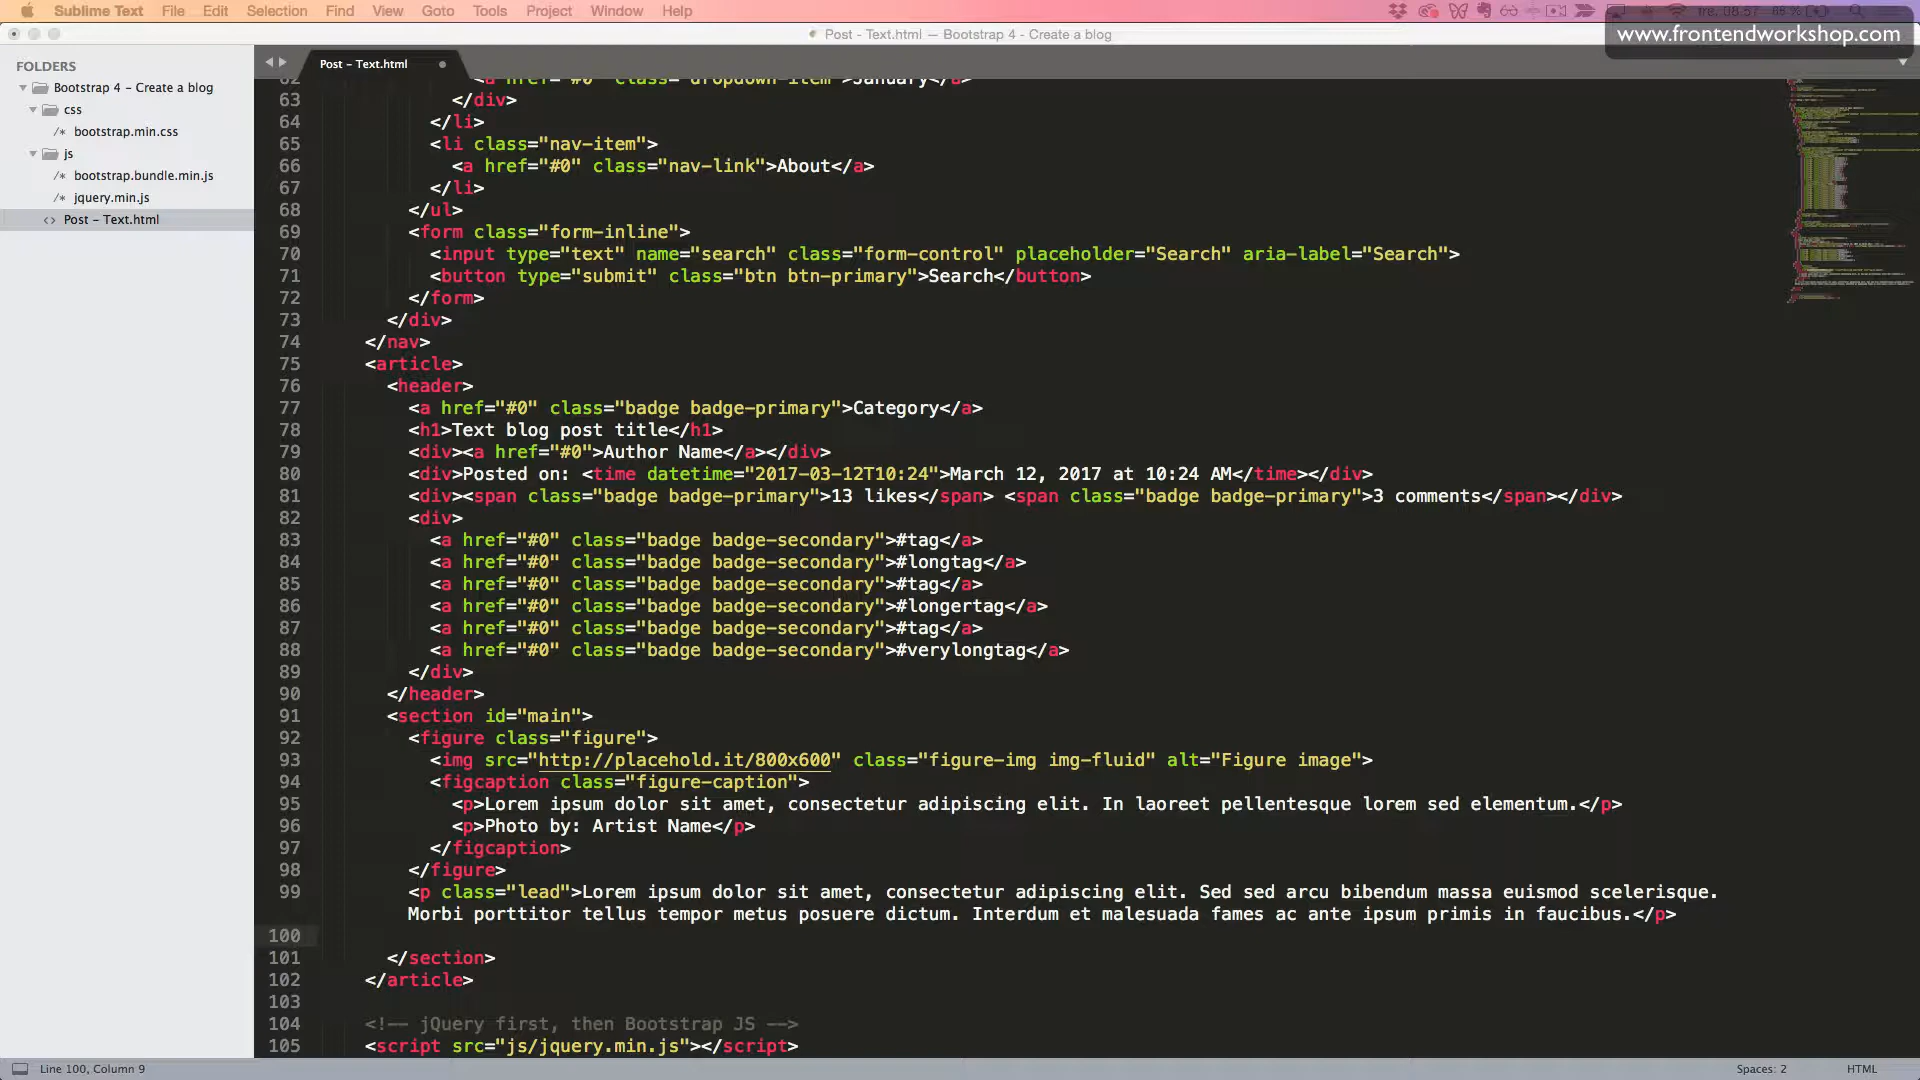 Sublime Text File Edit Selection Find View Goto Tools Project Window Help
Post - Text.html — Bootstrap 4 - Create a blog
www.frontendworkshop.com
FOLDERS
Bootstrap 4 - Create a blog
css
/* bootstrap.min.css
js
/* bootstrap.bundle.min.js
/* jquery.min.js
<> Post - Text.html
Post - Text.html
62 <a href="#0" class="dropdown-item">January</a>
63 </div>
64 </li>
65 <li class="nav-item">
66 <a href="#0" class="nav-link">About</a>
67 </li>
68 </ul>
69 <form class="form-inline">
70 <input type="text" name="search" class="form-control" placeholder="Search" aria-label="Search">
71 <button type="submit" class="btn btn-primary">Search</button>
72 </form>
73 </div>
74 </nav>
75 <article>
76 <header>
77 <a href="#0" class="badge badge-primary">Category</a>
78 <h1>Text blog post title</h1>
79 <div><a href="#0">Author Name</a></div>
80 <div>Posted on: <time datetime="2017-03-12T10:24">March 12, 2017 at 10:24 AM</time></div>
81 <div><span class="badge badge-primary">13 likes</span> <span class="badge badge-primary">3 comments</span></div>
82 <div>
83 <a href="#0" class="badge badge-secondary">#tag</a>
84 <a href="#0" class="badge badge-secondary">#longtag</a>
85 <a href="#0" class="badge badge-secondary">#tag</a>
86 <a href="#0" class="badge badge-secondary">#longertag</a>
87 <a href="#0" class="badge badge-secondary">#tag</a>
88 <a href="#0" class="badge badge-secondary">#verylongtag</a>
89 </div>
90 </header>
91 <section id="main">
92 <figure class="figure">
93 <img src="http://placehold.it/800x600" class="figure-img img-fluid" alt="Figure image">
94 <figcaption class="figure-caption">
95 <p>Lorem ipsum dolor sit amet, consectetur adipiscing elit. In laoreet pellentesque lorem sed elementum.</p>
96 <p>Photo by: Artist Name</p>
97 </figcaption>
98 </figure>
99 <p class="lead">Lorem ipsum dolor sit amet, consectetur adipiscing elit. Sed sed arcu bibendum massa euismod scelerisque.
Morbi porttitor tellus tempor metus posuere dictum. Interdum et malesuada fames ac ante ipsum primis in faucibus.</p>
100
101 </section>
102 </article>
103
104 <!-- jQuery first, then Bootstrap JS -->
105 <script src="js/jquery.min.js"></script>
Line 100, Column 9
Spaces: 2
HTML